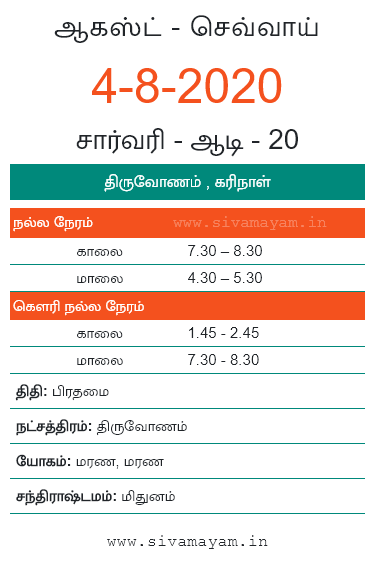 ஆகஸ்ட் - செவ்வாய்
4-8-2020
சார்வரி - ஆடி - 20
திருவோணம் , கரிநாள்
நல்ல நேரம் www.sivamayam.in
காலை 7.30 – 8.30
மாலை 4.30 – 5.30
கௌரி நல்ல நேரம்
காலை 1.45 - 2.45
மாலை 7.30 - 8.30
திதி: பிரதமை
நட்சத்திரம்: திருவோணம்
யோகம்: மரண, மரண
சந்திராஷ்டமம்: மிதுனம்
www.sivamayam.in